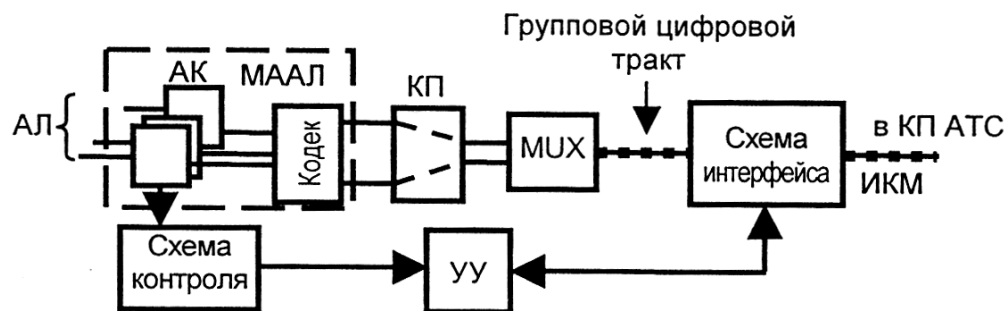 Групповой цифровой
тракт
АК
МААЛ
КП
АЛ
Кодек
MUX
Схема
интерфейса
в КП АТС
ИКМ
Схема
контроля
УУ